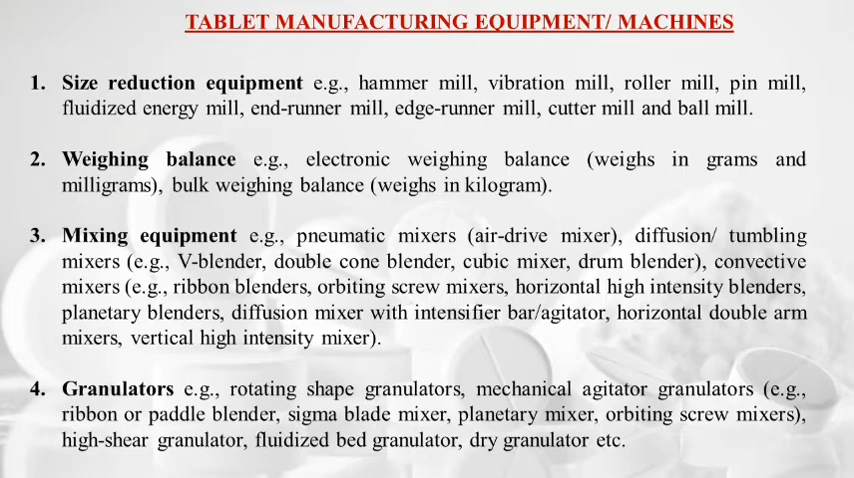 TABLET MANUFACTURING EQUIPMENT/ MACHINES
1. Size reduction equipment e.g., hammer mill, vibration mill, roller mill, pin mill,
fluidized energy mill, end-runner mill, edge-runner mill, cutter mill and ball mill.
2. Weighing balance e.g., electronic weighing balance (weighs in grams and
milligrams), bulk weighing balance (weighs in kilogram).
3. Mixing equipment e.g., pneumatic mixers (air-drive mixer), diffusion/ tumbling
mixers (e.g., V-blender, double cone blender, cubic mixer, drum blender), convective
mixers (e.g., ribbon blenders, orbiting screw mixers, horizontal high intensity blenders,
planetary blenders, diffusion mixer with intensifier bar/agitator, horizontal double arm
mixers, vertical high intensity mixer).
4. Granulators e.g., rotating shape granulators, mechanical agitator granulators (e.g.,
ribbon or paddle blender, sigma blade mixer, planetary mixer, orbiting screw mixers),
high-shear granulator, fluidized bed granulator, dry granulator etc.